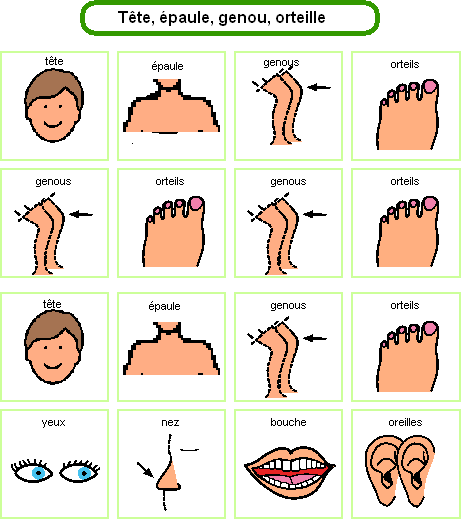 Tête, épaule, genou, orteille
tête épaule genous orteils
genous orteils genous orteils
tête épaule genous orteils
yeux nez bouche oreilles